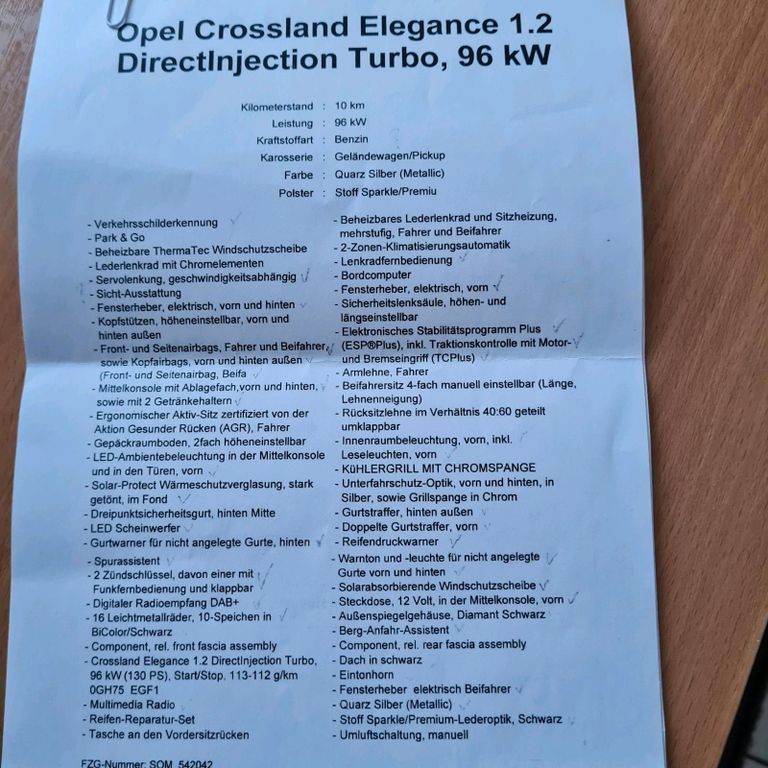 Opel Crossland Elegance 1.2
DirectInjection Turbo, 96 kW
Kilometerstand : 10 km
Leistung : 96 kW
Kraftstoffart : Benzin
Karosserie : Geländewagen/Pickup
Farbe : Quarz Silber (Metallic)
Polster : Stoff Sparkle/Premiu
- Verkehrsschilderkennung
- Park & Go
- Beheizbare ThermaTec Windschutzscheibe
- Lederlenkrad mit Chromelementen
- Servolenkung, geschwindigkeitsabhängig
- Sicht-Ausstattung
- Fensterheber, elektrisch, vorn und hinten
- Kopfstützen, höheneinstellbar, vorn und
hinten außen
- Front- und Seitenairbags, Fahrer und Beifahrer,
sowie Kopfairbags, vorn und hinten außen
(Front- und Seitenairbag, Beifa
- Mittelkonsole mit Ablagefach,vorn und hinten,
sowie mit 2 Getränkehaltern
- Ergonomischer Aktiv-Sitz zertifiziert von der
Aktion Gesunder Rücken (AGR), Fahrer
- Gepäckraumboden, 2fach höheneinstellbar
- LED-Ambientebeleuchtung in der Mittelkonsole
und in den Türen, vorn
- Solar-Protect Wärmeschutzverglasung, stark
getönt, im Fond
- Dreipunktsicherheitsgurt, hinten Mitte
- LED Scheinwerfer
- Gurtwarner für nicht angelegte Gurte, hinten
- Spurassistent
- 2 Zündschlüssel, davon einer mit
Funkfernbedienung und klappbar
- Digitaler Radioempfang DAB+
- 16 Leichtmetallräder, 10-Speichen in
BiColor/Schwarz
- Component, rel. front fascia assembly
- Crossland Elegance 1.2 DirectInjection Turbo,
96 kW (130 PS), Start/Stop, 113-112 g/km
0GH75 EGF1
- Multimedia Radio
- Reifen-Reparatur-Set
- Tasche an den Vordersitzrücken
- Beheizbares Lederlenkrad und Sitzheizung,
mehrstufig, Fahrer und Beifahrer
- 2-Zonen-Klimatisierungsautomatik
- Lenkradfernbedienung
- Bordcomputer
- Fensterheber, elektrisch, vorn
- Sicherheitslenksäule, höhen- und
längseinstellbar
- Elektronisches Stabilitätsprogramm Plus
(ESP®Plus), inkl. Traktionskontrolle mit Motor-
und Bremseingriff (TCPlus)
- Armlehne, Fahrer
- Beifahrersitz 4-fach manuell einstellbar (Länge,
Lehnenneigung)
- Rücksitzlehne im Verhältnis 40:60 geteilt
umklappbar
- Innenraumbeleuchtung, vorn, inkl.
Leseleuchten, vorn
- KüHLERGRILL MIT CHROMSPANGE
- Unterfahrschutz-Optik, vorn und hinten, in
Silber, sowie Grillspange in Chrom
- Gurtstraffer, hinten außen
- Doppelte Gurtstraffer, vorn
- Reifendruckwarner
- Warnton und -leuchte für nicht angelegte
Gurte vorn und hinten
- Solarabsorbierende Windschutzscheibe
- Steckdose, 12 Volt, in der Mittelkonsole, vorn
- Außenspiegelgehäuse, Diamant Schwarz
- Berg-Anfahr-Assistent
- Component, rel. rear fascia assembly
- Dach in schwarz
- Eintonhorn
- Fensterheber elektrisch Beifahrer
- Quarz Silber (Metallic)
- Stoff Sparkle/Premium-Lederoptik, Schwarz
- Umluftschaltung, manuell
FZG-Nummer: SOM_542042